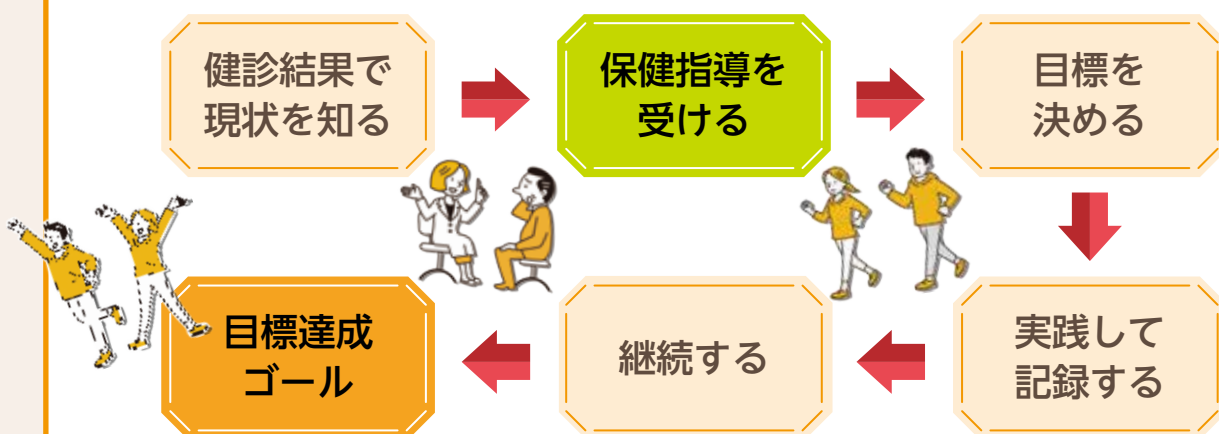 健診結果で
現状を知る
保健指導を
受ける
目標を
決める
実践して
記録する
継続する
目標達成
ゴール